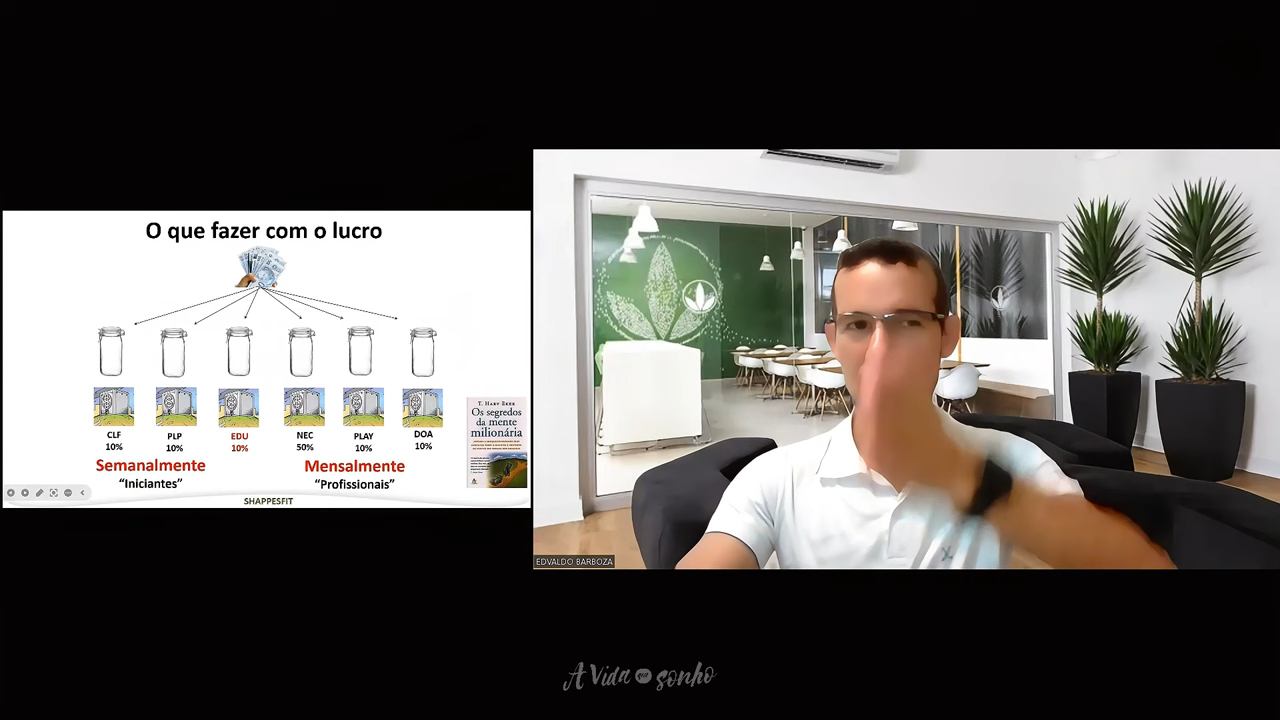 O que fazer com o lucro
CLF
10%
PLP
10%
EDU
10%
NEC
50%
PLAY
10%
DOA
10%
Semanalmente
“Iniciantes”
Mensalmente
“Profissionais”
T. Harv Eker
Os segredos
da mente
milionária
SHAPPESFIT
EDVALDO BARBOZA
A Vida que sonho